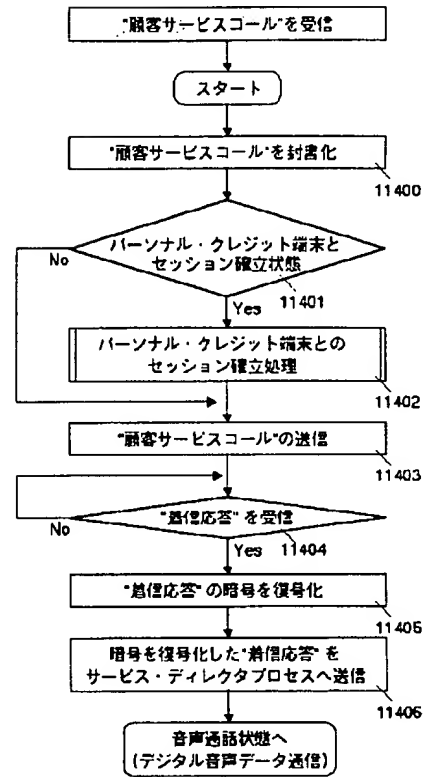 "顧客サービスコール"を受信
スタート
"顧客サービスコール"を封書化
11400
パーソナル・クレジット端末と
セッション確立状態
No
11401
Yes
パーソナル・クレジット端末との
セッション確立処理
11402
"顧客サービスコール"の送信
11403
"着信応答"を受信
No
11404
Yes
"着信応答"の暗号を復号化
11405
暗号を復号化した"着信応答"を
サービス・ディレクタプロセスへ送信
11406
音声通話状態へ
(デジタル音声データ通信)